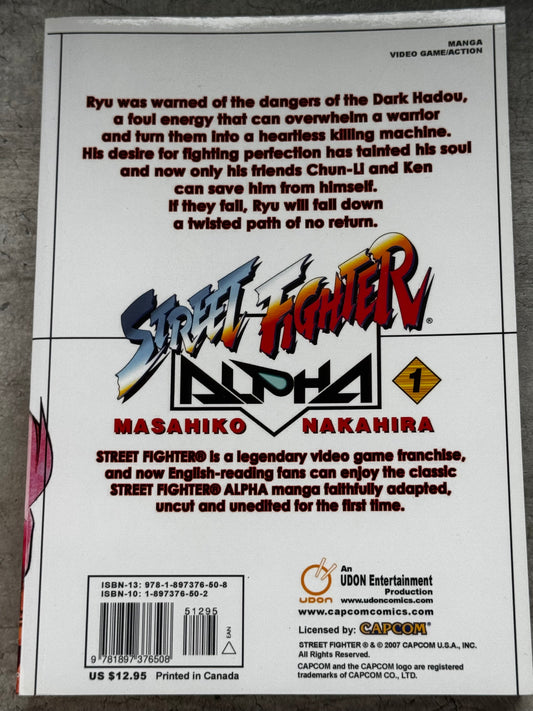 MANGA
VIDEO GAME/ACTION
Ryu was warned of the dangers of the Dark Hadou,
a foul energy that can overwhelm a warrior
and turn them into a heartless killing machine.
His desire for fighting perfection has tainted his soul
and now only his friends Chun-Li and Ken
can save him from himself.
If they fail, Ryu will fall down
a twisted path of no return.
STREET FIGHTER®
ALPHA 1
MASAHIKO NAKAHIRA
STREET FIGHTER® is a legendary video game franchise,
and now English-reading fans can enjoy the classic
STREET FIGHTER® ALPHA manga faithfully adapted,
uncut and unedited for the first time.
ISBN-13: 978-1-897376-50-8
ISBN-10: 1-897376-50-2
51295
EAN
9 781897 376508
US $12.95 Printed in Canada
UDON
An
UDON Entertainment
Production
www.udoncomics.com
www.capcomcomics.com
Licensed by: CAPCOM®
STREET FIGHTER ® & © 2007 CAPCOM U.S.A., INC.
All Rights Reserved.
CAPCOM and the CAPCOM logo are registered
trademarks of CAPCOM CO., LTD.